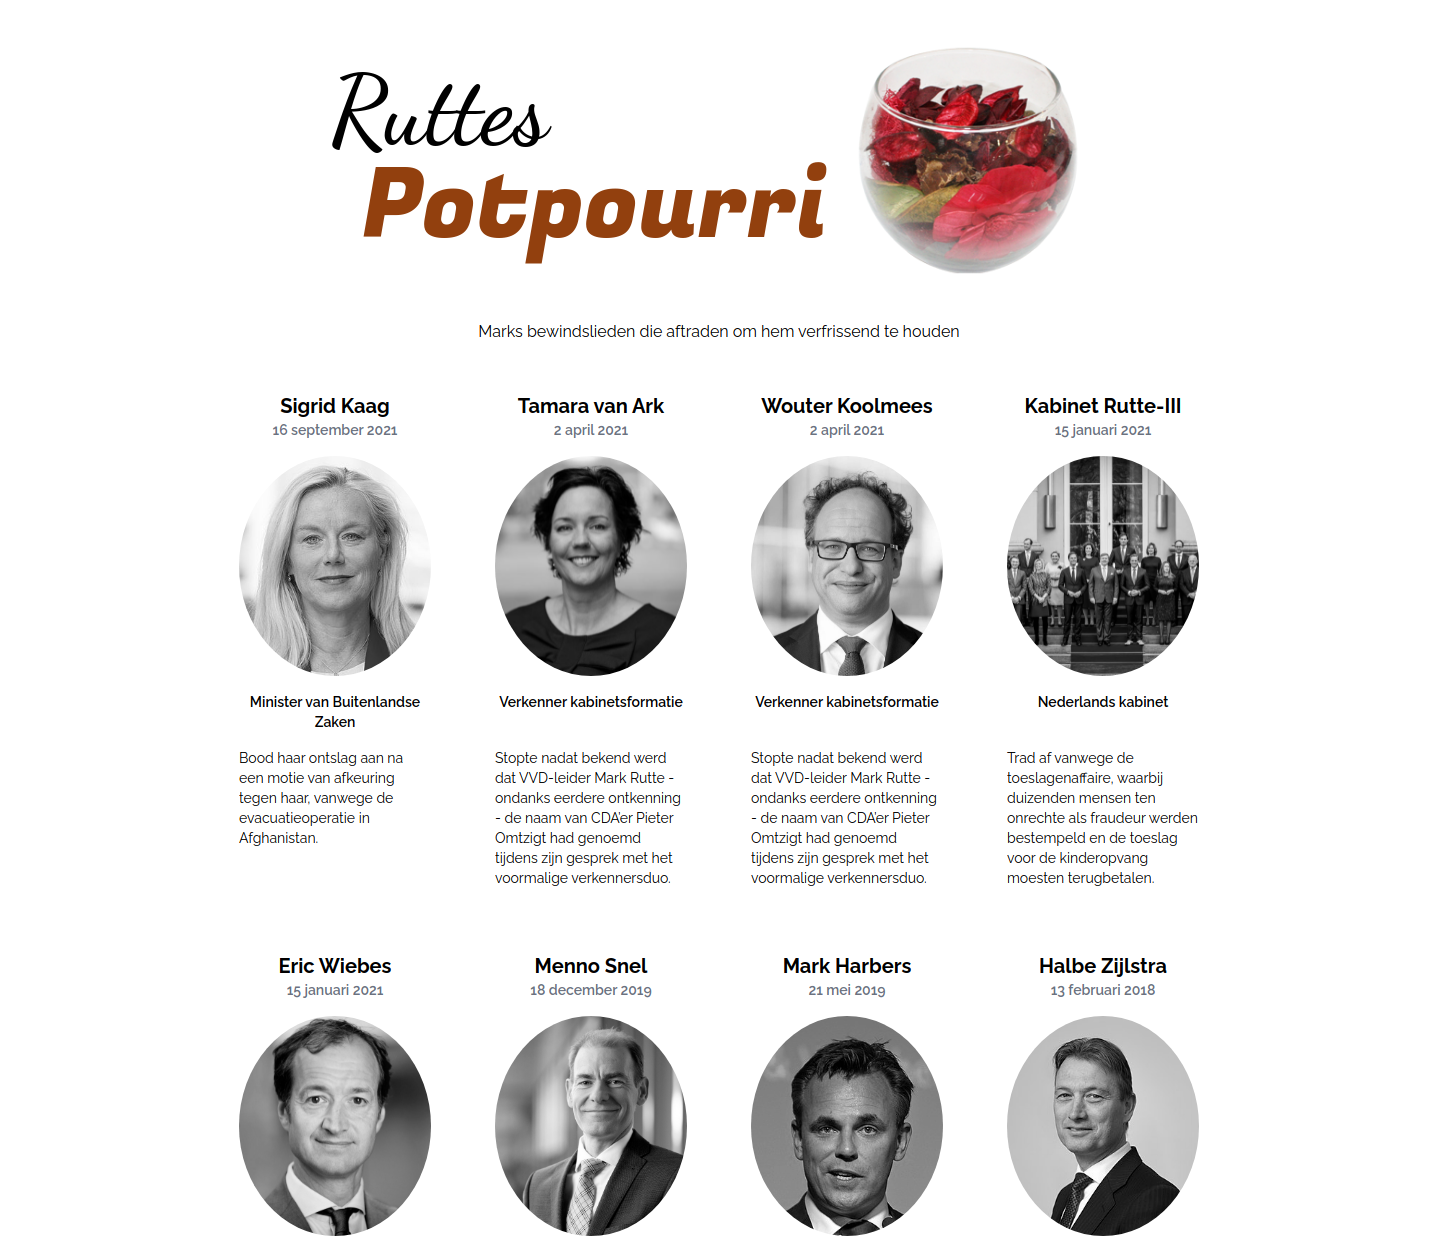 Ruttes
Potpourri
Marks bewindslieden die aftraden om hem verfrissend te houden
Sigrid Kaag
16 september 2021
Minister van Buitenlandse
Zaken
Bood haar ontslag aan na
een motie van afkeuring
tegen haar, vanwege de
evacuatieoperatie in
Afghanistan.
Tamara van Ark
2 april 2021
Verkenner kabinetsformatie
Stopte nadat bekend werd
dat VVD-leider Mark Rutte -
ondanks eerdere ontkenning
- de naam van CDA'er Pieter
Omtzigt had genoemd
tijdens zijn gesprek met het
voormalige verkennersduo.
Wouter Koolmees
2 april 2021
Verkenner kabinetsformatie
Stopte nadat bekend werd
dat VVD-leider Mark Rutte -
ondanks eerdere ontkenning
- de naam van CDA'er Pieter
Omtzigt had genoemd
tijdens zijn gesprek met het
voormalige verkennersduo.
Kabinet Rutte-III
15 januari 2021
Nederlands kabinet
Trad af vanwege de
toeslagenaffaire, waarbij
duizenden mensen ten
onrechte als fraudeur werden
bestempeld en de toeslag
voor de kinderopvang
moesten terugbetalen.
Eric Wiebes
15 januari 2021
Menno Snel
18 december 2019
Mark Harbers
21 mei 2019
Halbe Zijlstra
13 februari 2018